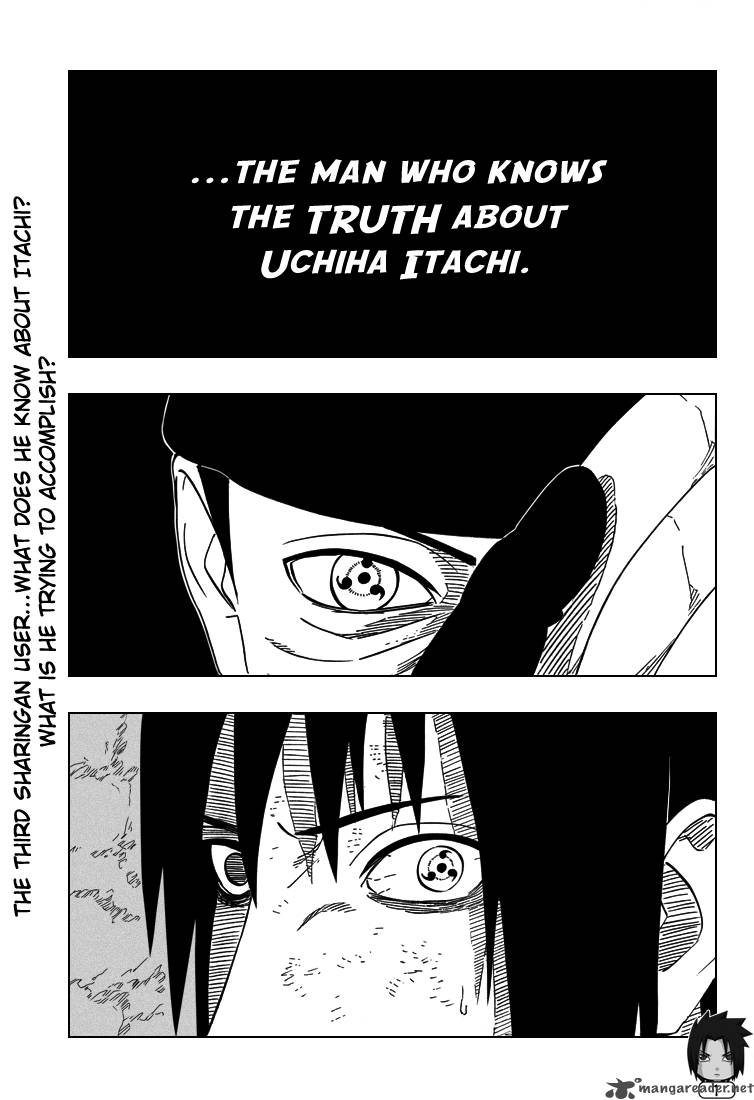 ...THE MAN WHO KNOWS
THE TRUTH ABOUT
UCHIHA ITACHI.
THE THIRD SHARINGAN USER...WHAT DOES HE KNOW ABOUT ITACHI?
WHAT IS HE TRYING TO ACCOMPLISH?
1
mangareader.net